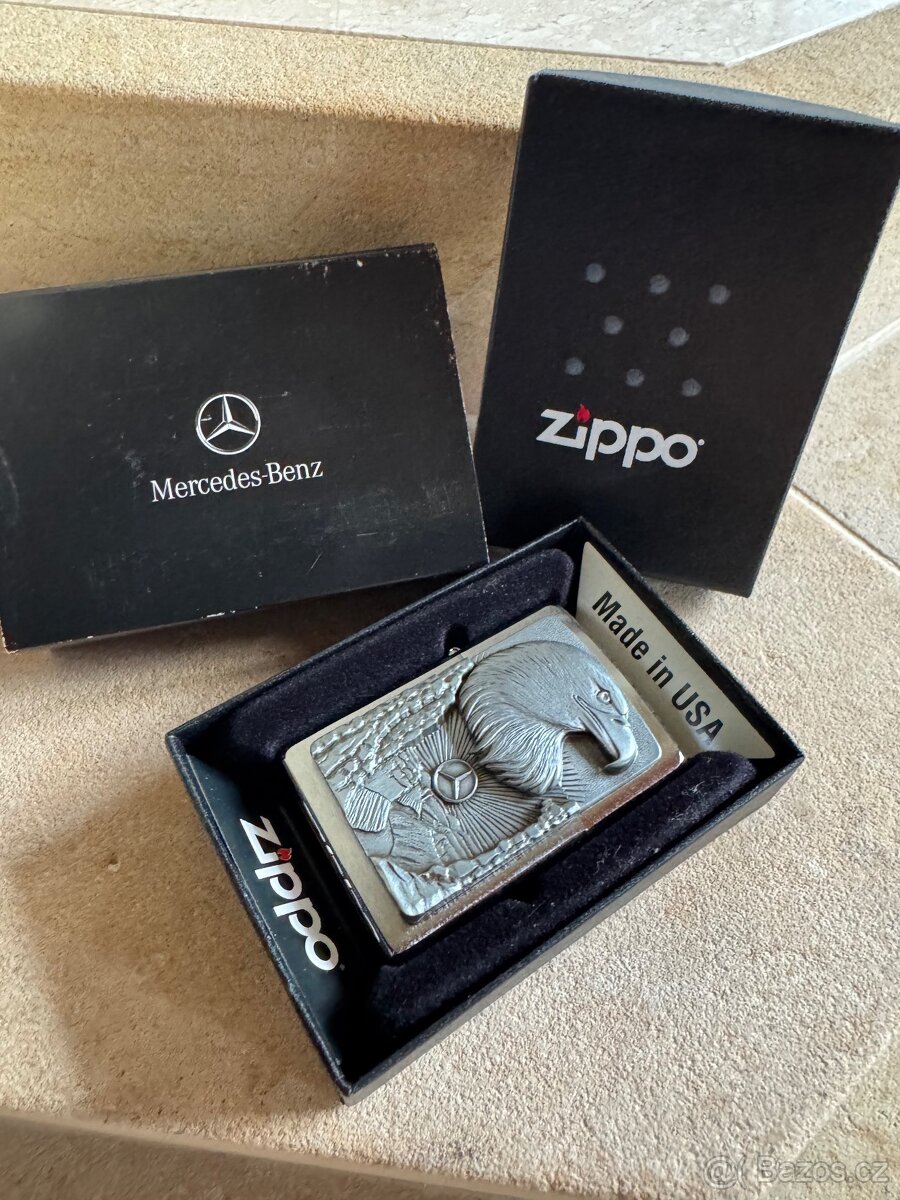 Mercedes-Benz
zippo
Made in USA
zippo
@ Bazos.cz